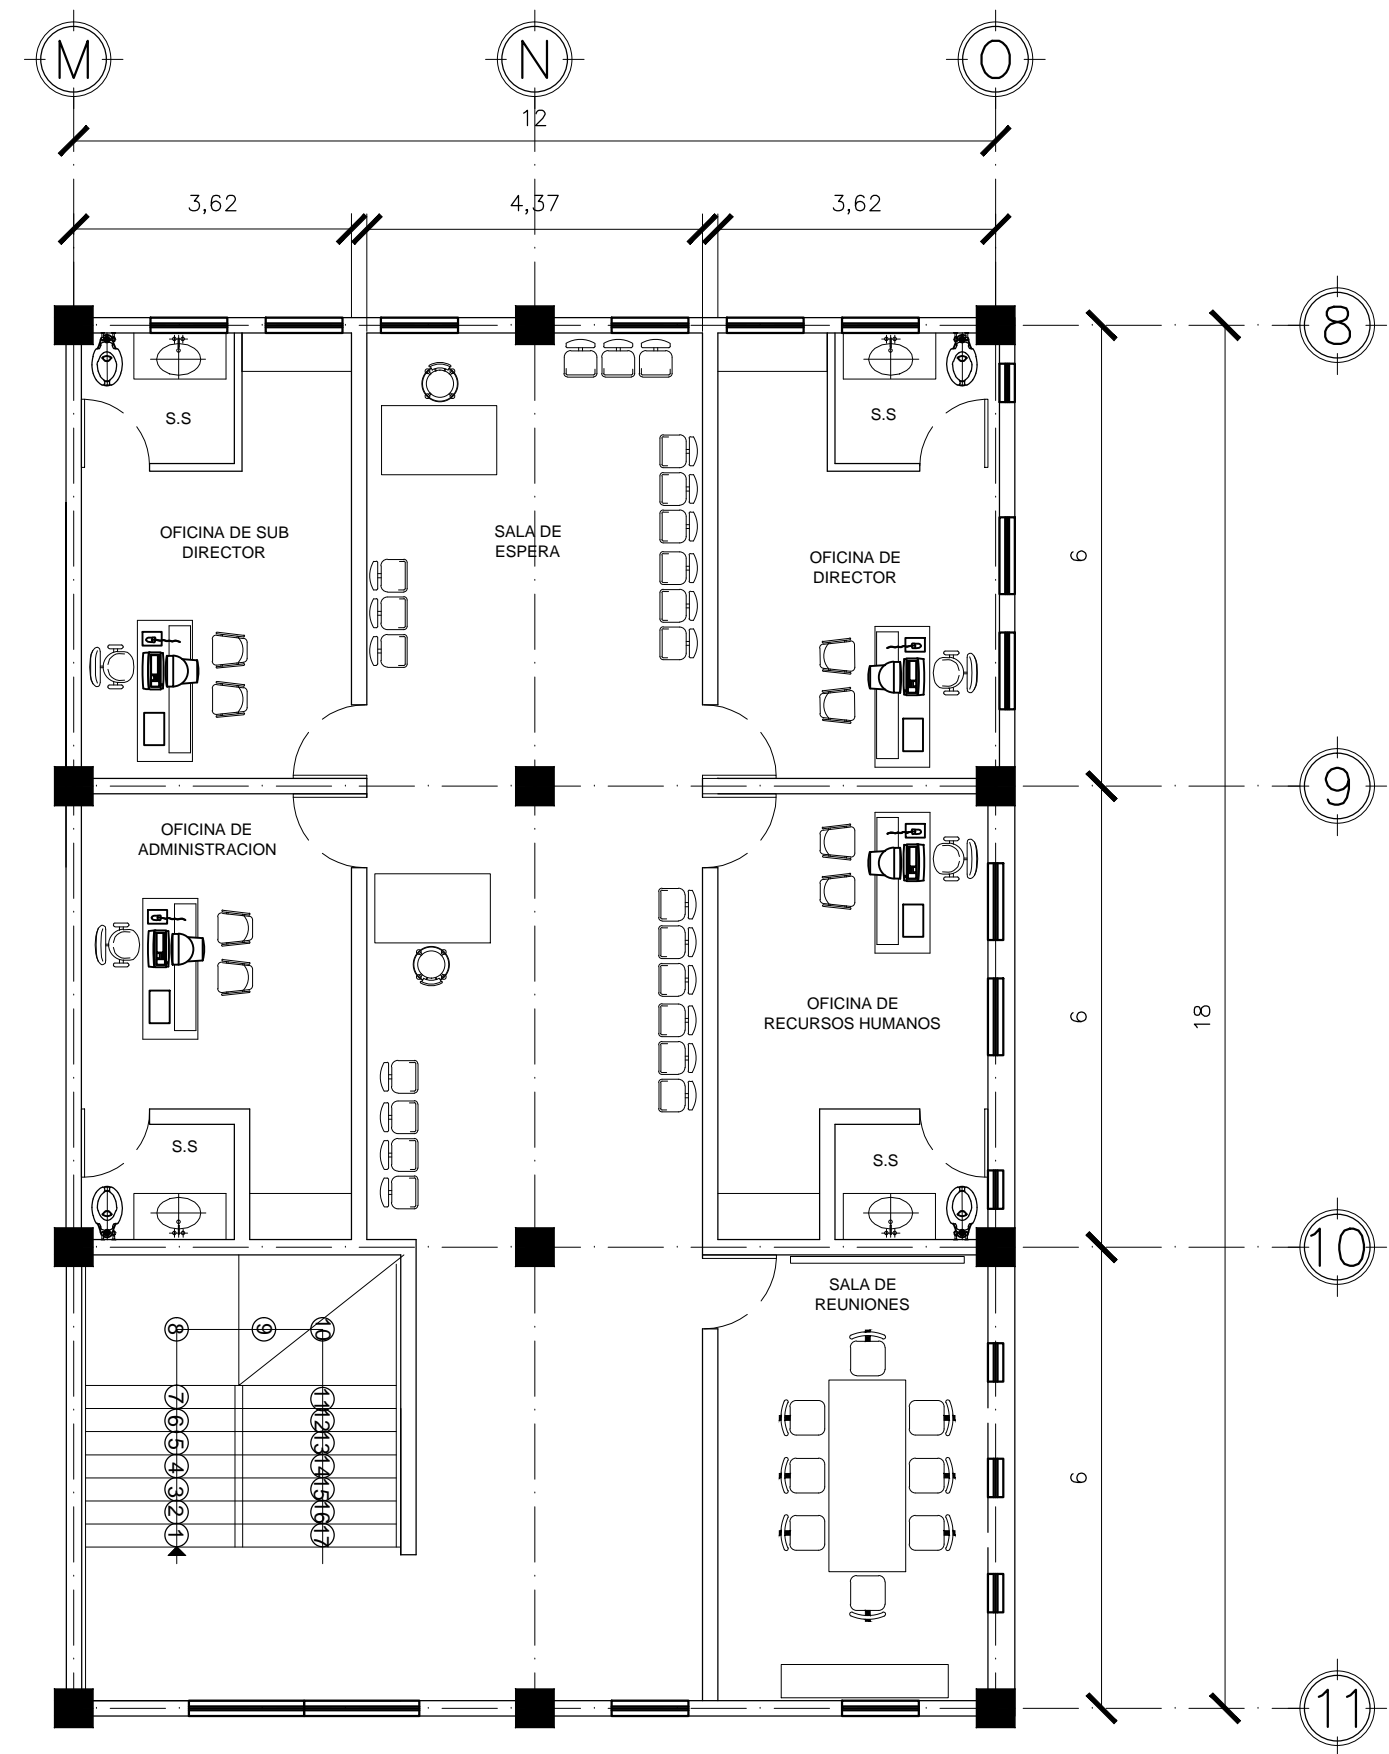 M N O
12
3,62 4,37 3,62
8
S.S
S.S
OFICINA DE SUB
DIRECTOR
SALA DE
ESPERA
OFICINA DE
DIRECTOR
6
9
OFICINA DE
ADMINISTRACION
OFICINA DE
RECURSOS HUMANOS
6
18
S.S
S.S
10
SALA DE
REUNIONES
8 9 10
7 11
6 12
5 13
4 14
3 15
2 16
1 17
6
11